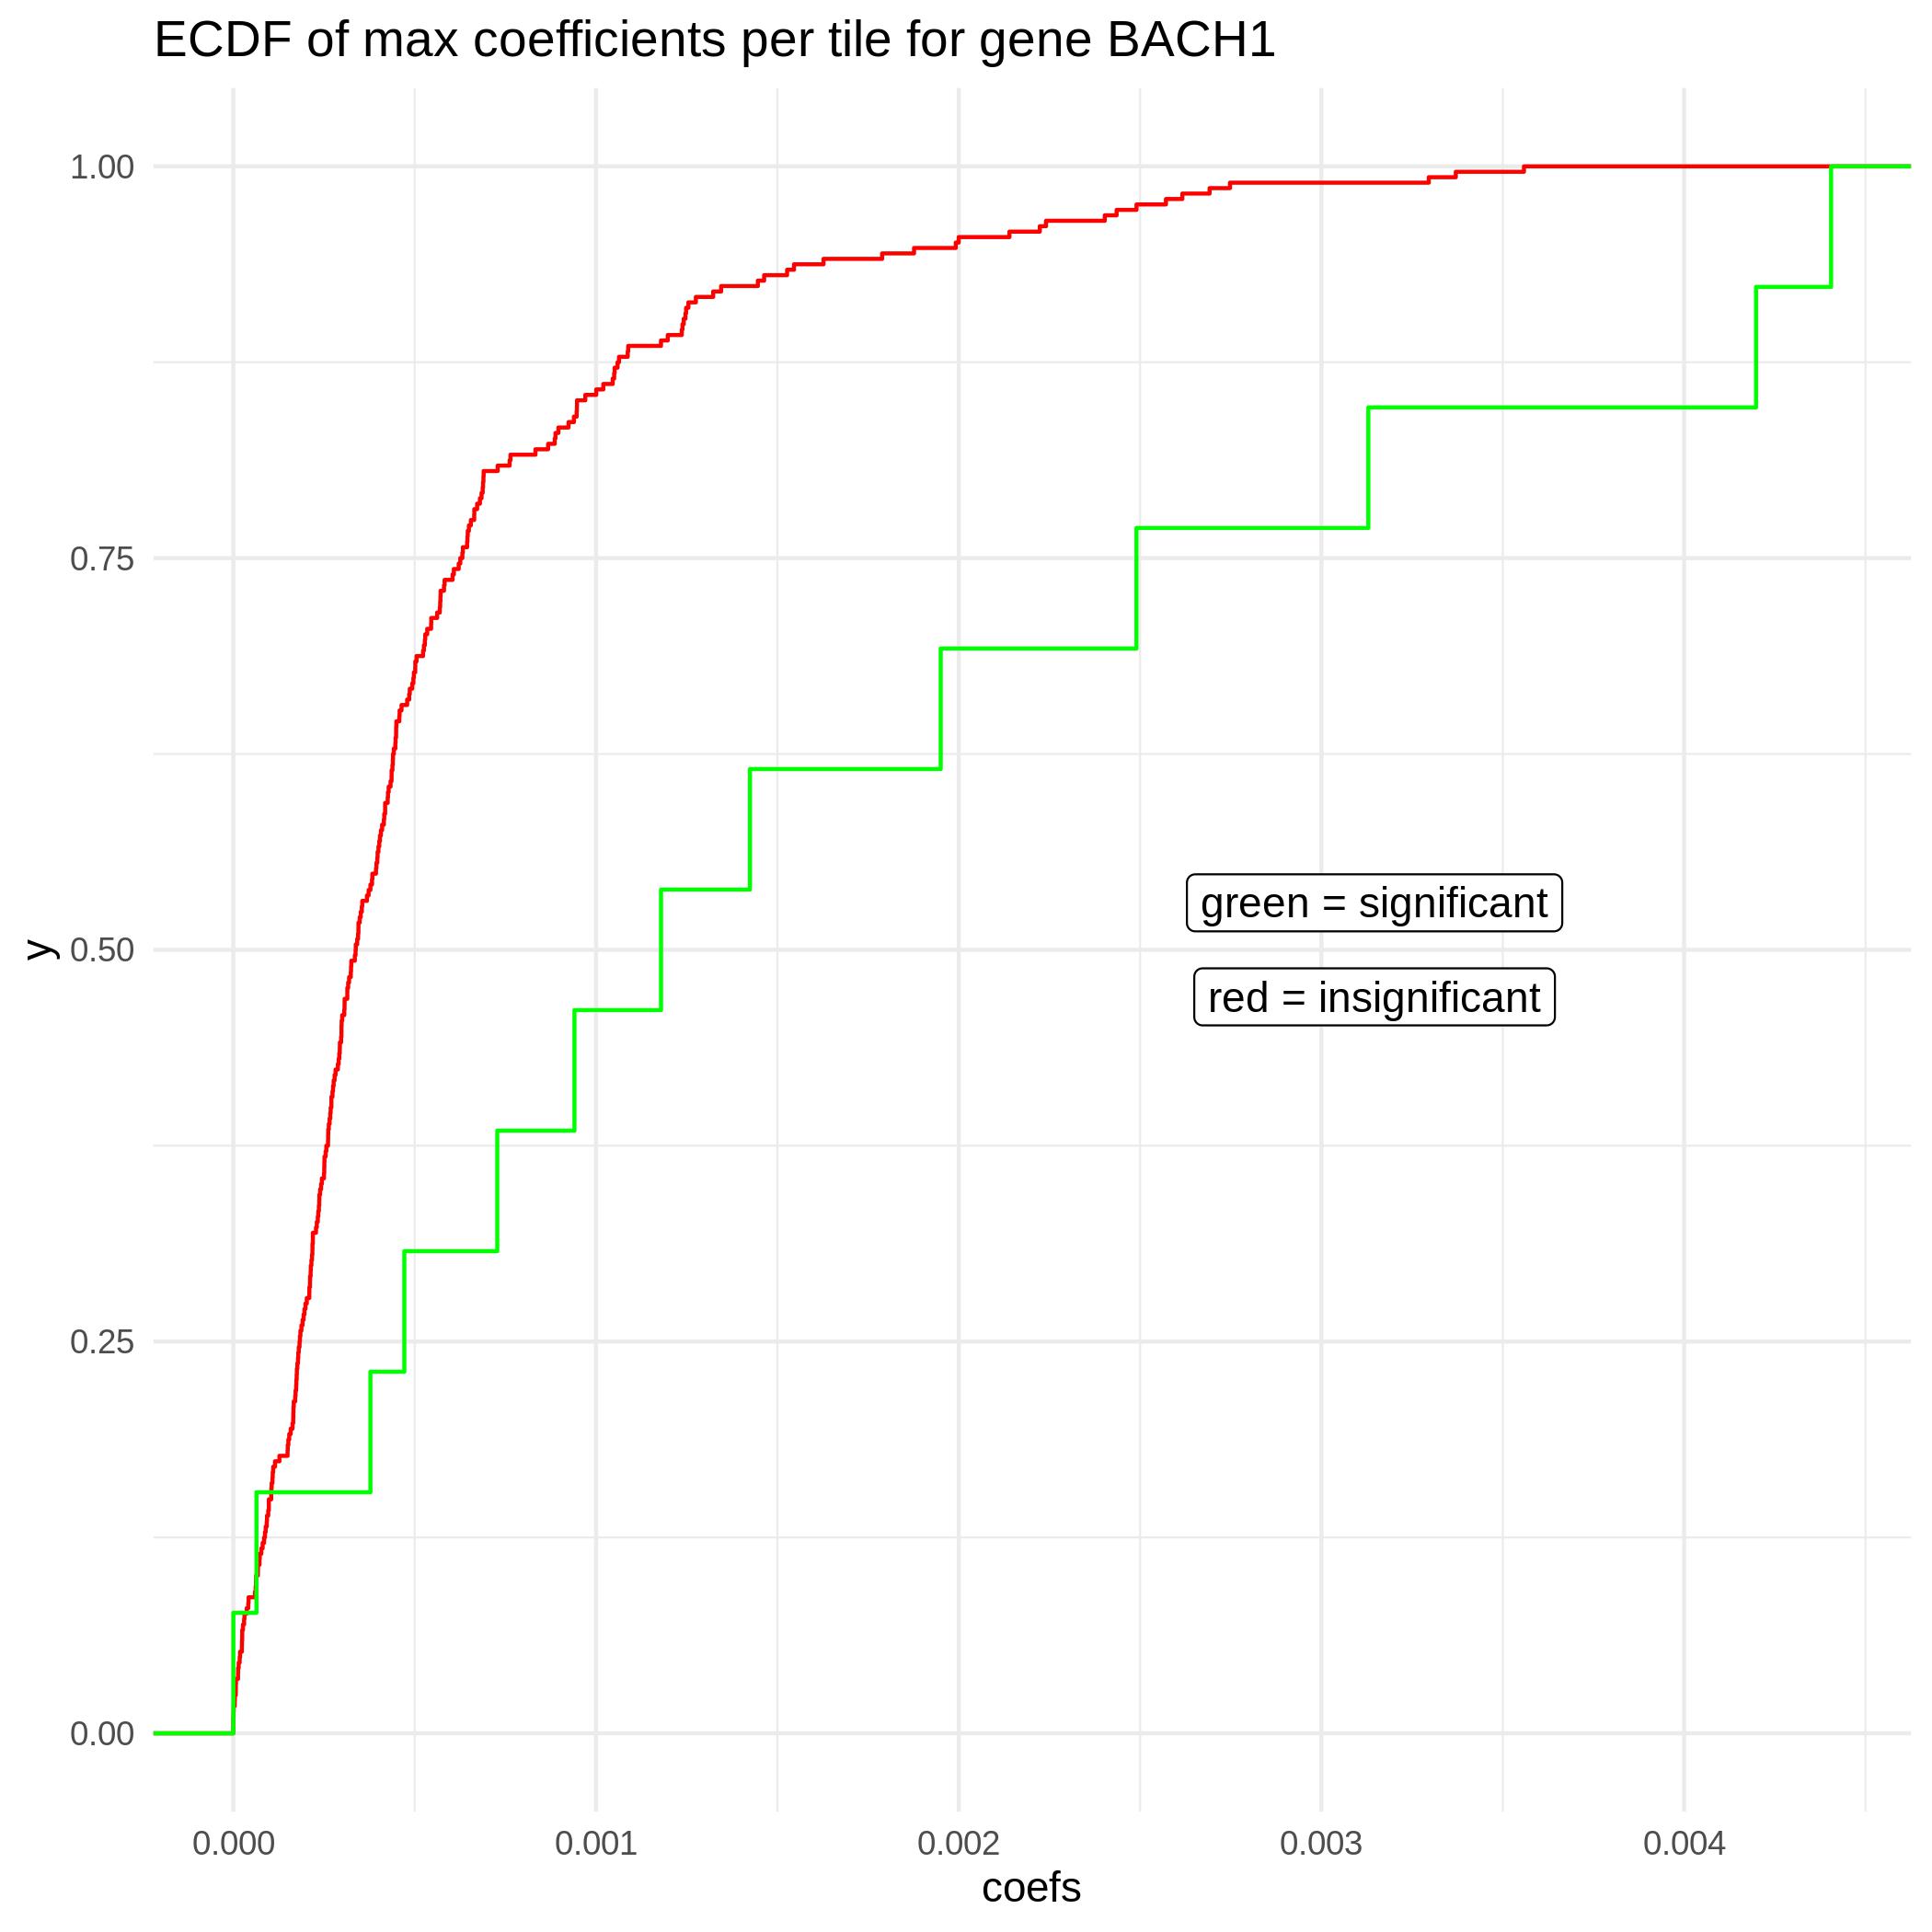 ECDF of max coefficients per tile for gene BACH1
1.00
0.75
0.50
0.25
0.00
y
green = significant
red = insignificant
0.000 0.001 0.002 0.003 0.004
coefs